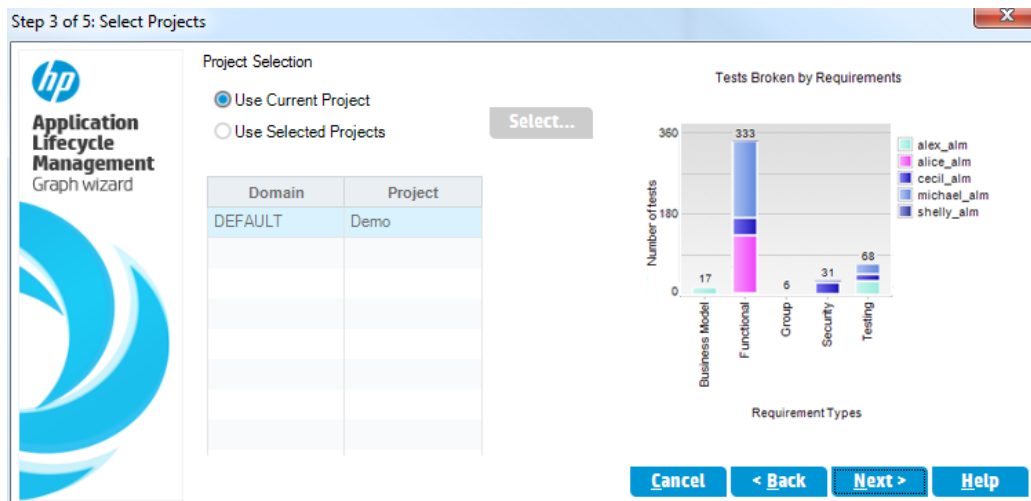 Step 3 of 5: Select Projects
X
hp
Application
Lifecycle
Management
Graph wizard
Project Selection
Use Current Project
Use Selected Projects
Select...
Domain Project
DEFAULT Demo
Tests Broken by Requirements
Number of tests
360
180
0
17
333
6
31
68
Business Model
Functional
Group
Security
Testing
Requirement Types
alex_alm
alice_alm
cecil_alm
michael_alm
shelly_alm
Cancel < Back Next > Help